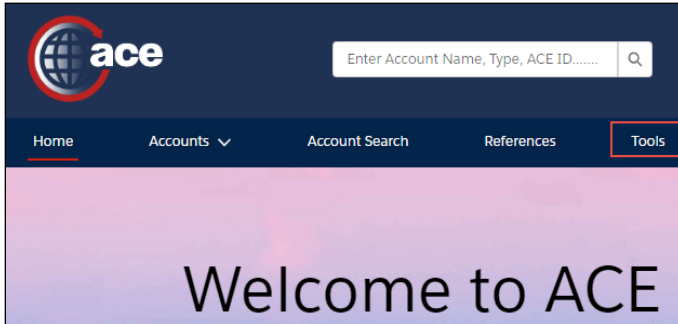 ace
Enter Account Name, Type, ACE ID.......
Home Accounts Account Search References Tools
Welcome to ACE